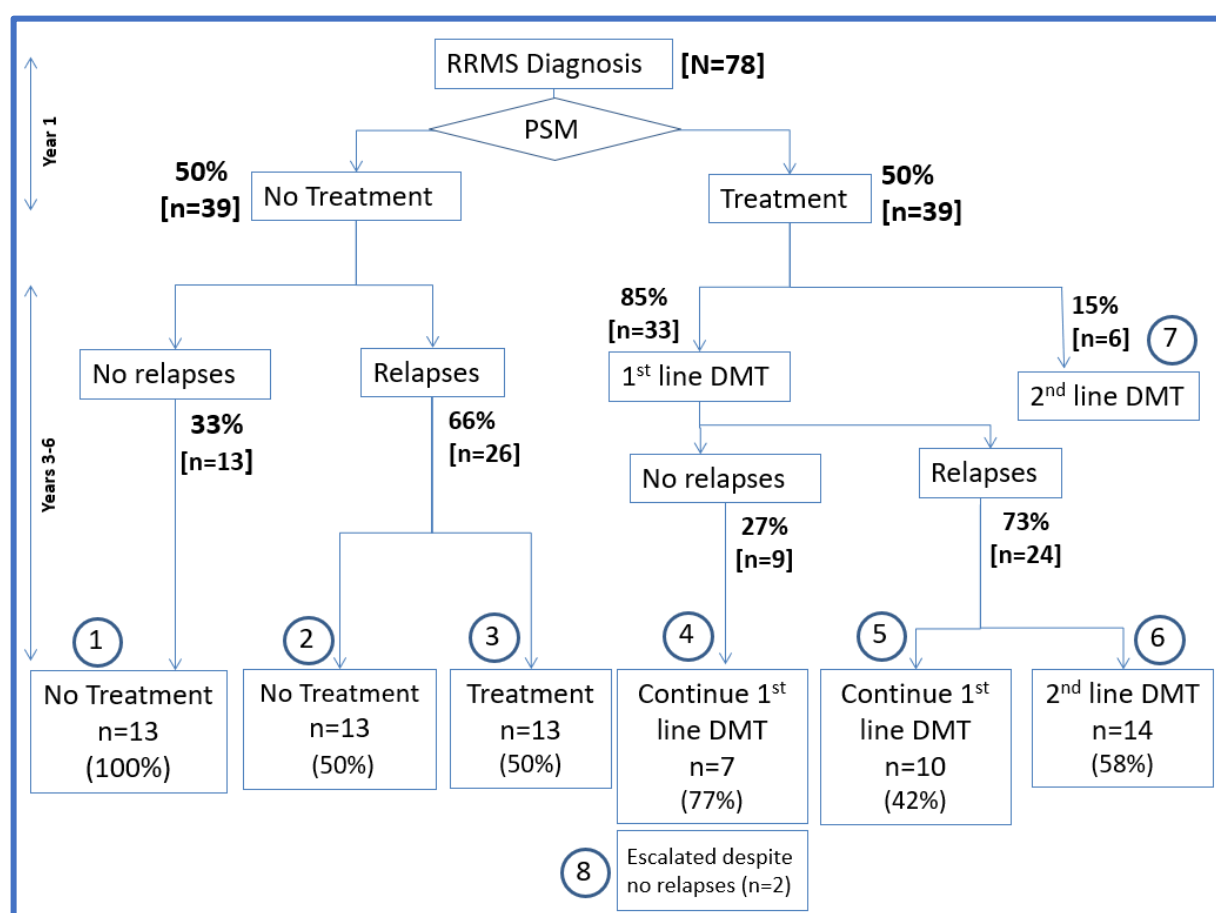 RRMS Diagnosis [N=78]
PSM
Year 1
50%
[n=39]
No Treatment
Treatment
50%
[n=39]
Years 3-6
No relapses
33%
[n=13]
Relapses
66%
[n=26]
85%
[n=33]
1st line DMT
15%
[n=6]
7
2nd line DMT
No relapses
27%
[n=9]
Relapses
73%
[n=24]
1
No Treatment
n=13
(100%)
2
No Treatment
n=13
(50%)
3
Treatment
n=13
(50%)
4
Continue 1st
line DMT
n=7
(77%)
5
Continue 1st
line DMT
n=10
(42%)
6
2nd line DMT
n=14
(58%)
8
Escalated despite
no relapses (n=2)